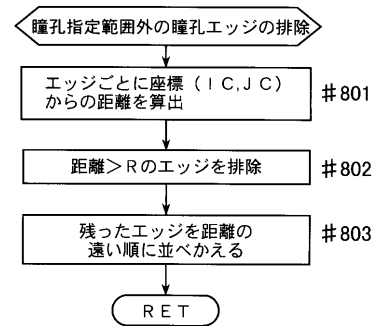 瞳孔指定範囲外の瞳孔エッジの排除
エッジごとに座標（ＩＣ,ＪＣ）
からの距離を算出
＃801
距離＞Ｒのエッジを排除
＃802
残ったエッジを距離の
遠い順に並べかえる
＃803
ＲＥＴ